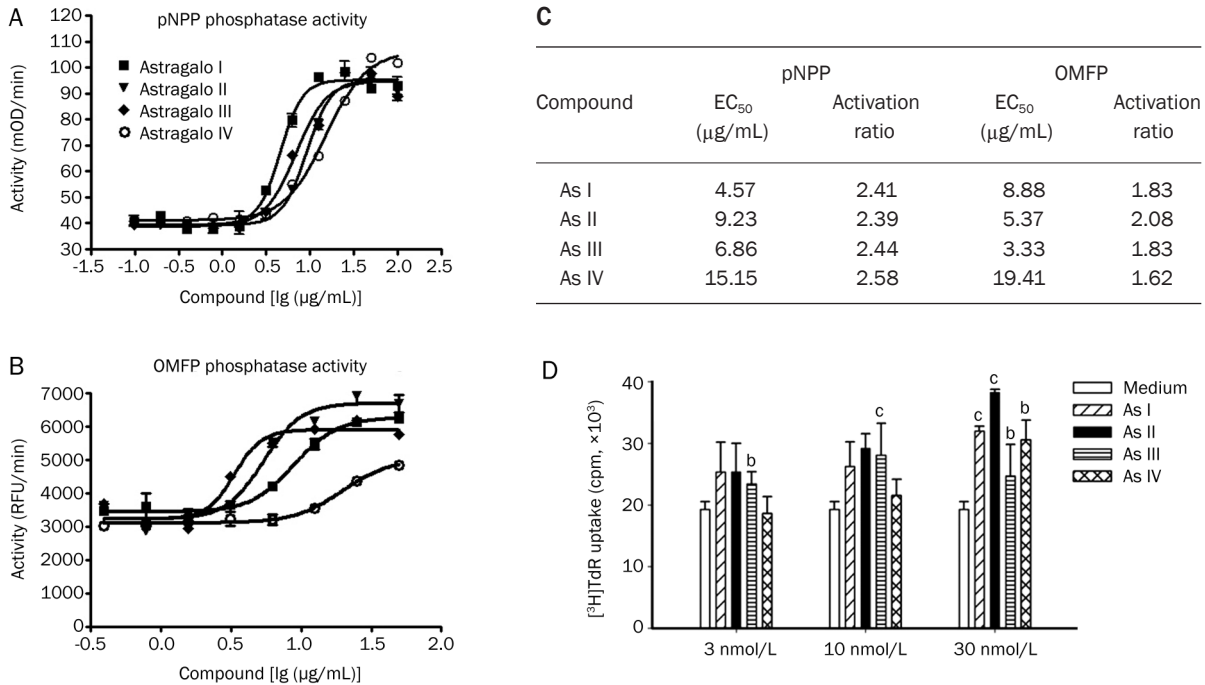 A
pNPP phosphatase activity
120
110
100
90
80
70
60
50
40
30
Activity (mOD/min)
Astragalo I
Astragalo II
Astragalo III
Astragalo IV
-1.5 -1.0 -0.5 0.0 0.5 1.0 1.5 2.0 2.5
Compound [lg (μg/mL)]
B
OMFP phosphatase activity
7000
6000
5000
4000
3000
2000
1000
0
Activity (RFU/min)
-0.5 0.0 0.5 1.0 1.5 2.0
Compound [lg (μg/mL)]
C
pNPP OMFP
Compound EC50 Activation EC50 Activation
(μg/mL) ratio (μg/mL) ratio
As I 4.57 2.41 8.88 1.83
As II 9.23 2.39 5.37 2.08
As III 6.86 2.44 3.33 1.83
As IV 15.15 2.58 19.41 1.62
D
40
30
20
10
0
[3H]TdR uptake (cpm, ×103)
b
c
c
c
b
b
3 nmol/L 10 nmol/L 30 nmol/L
Medium
As I
As II
As III
As IV